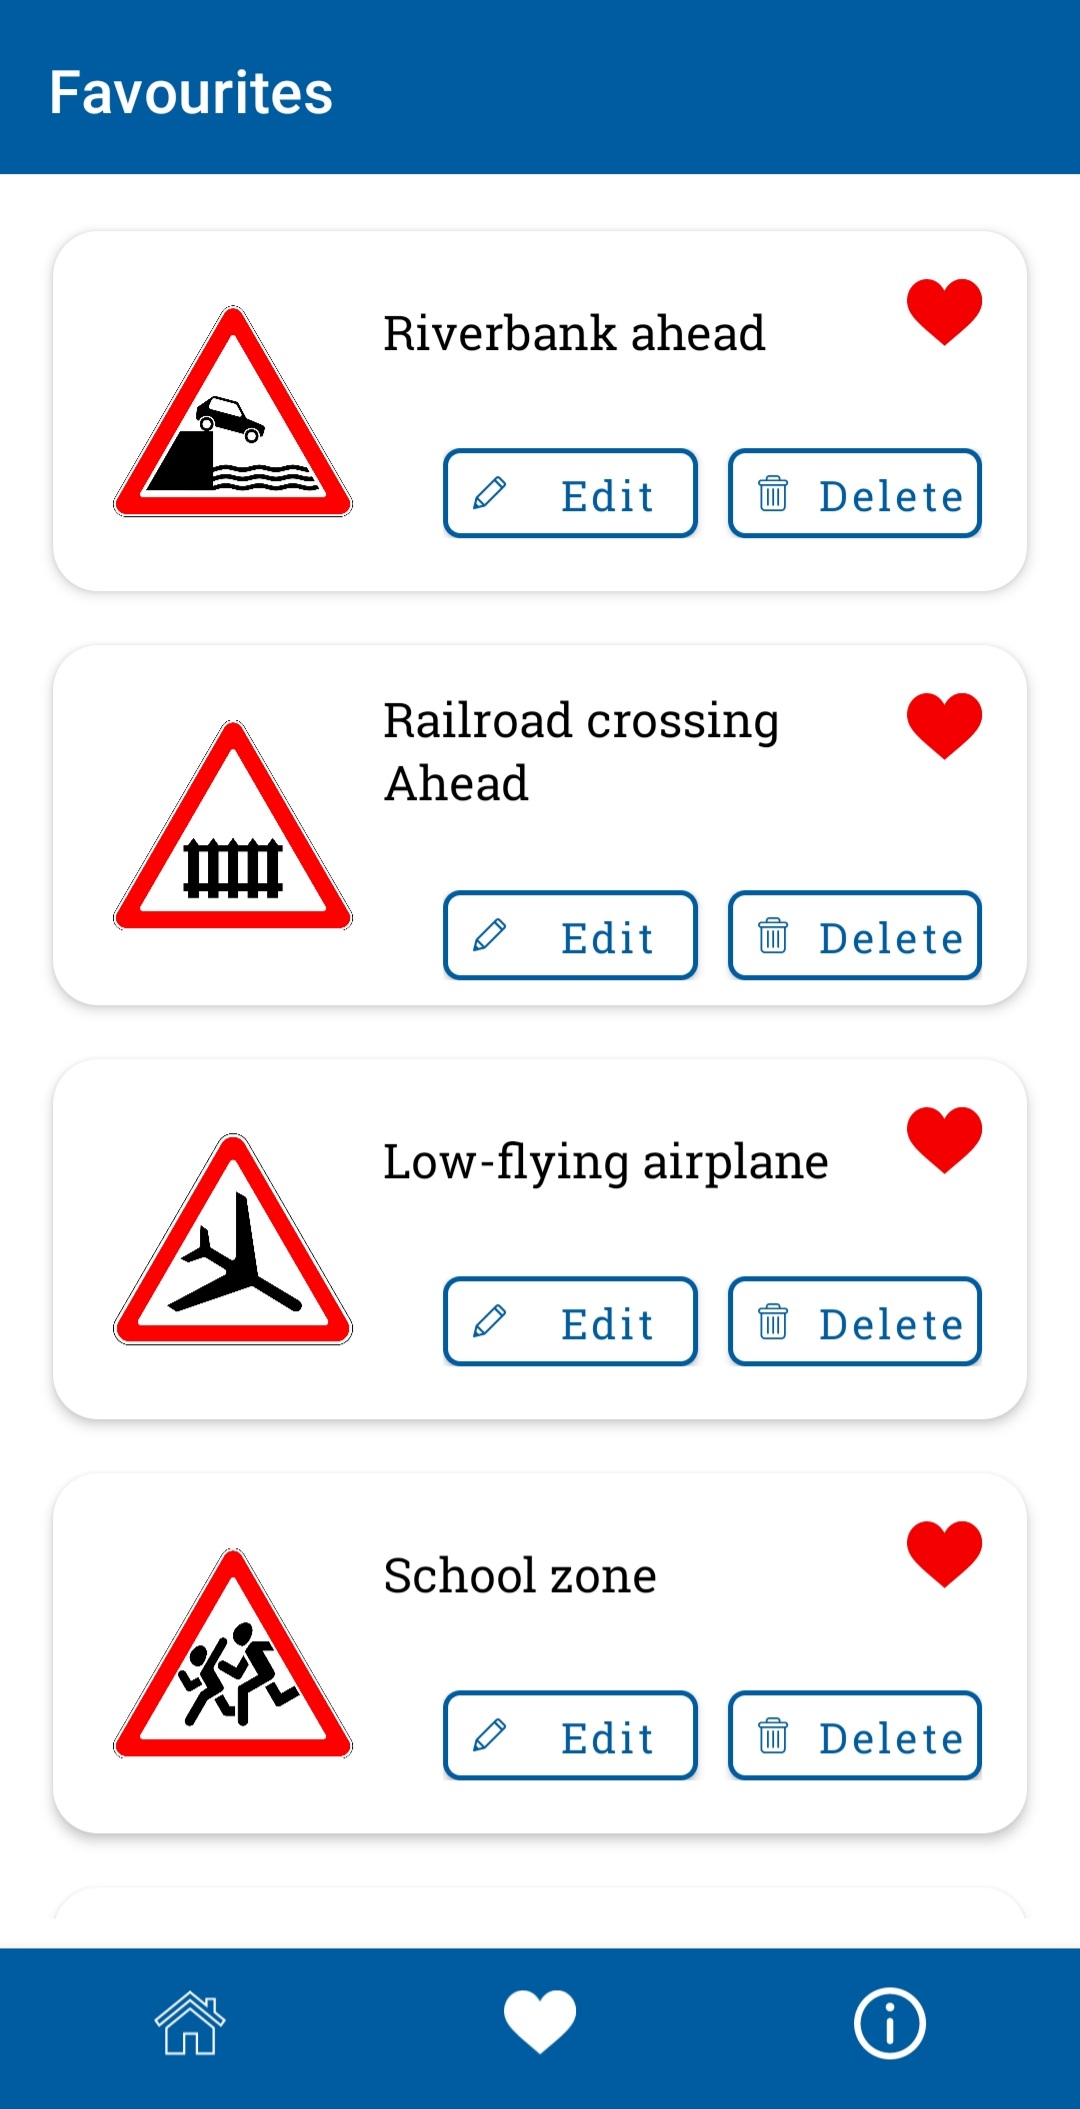 Favourites
Riverbank ahead
Edit
Delete
Railroad crossing
Ahead
Edit
Delete
Low-flying airplane
Edit
Delete
School zone
Edit
Delete